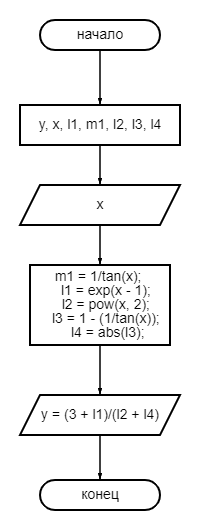 начало
y, x, l1, m1, l2, l3, l4
x
m1 = 1/tan(x);
l1 = exp(x - 1);
l2 = pow(x, 2);
l3 = 1 - (1/tan(x));
l4 = abs(l3);
y = (3 + l1)/(l2 + l4)
конец